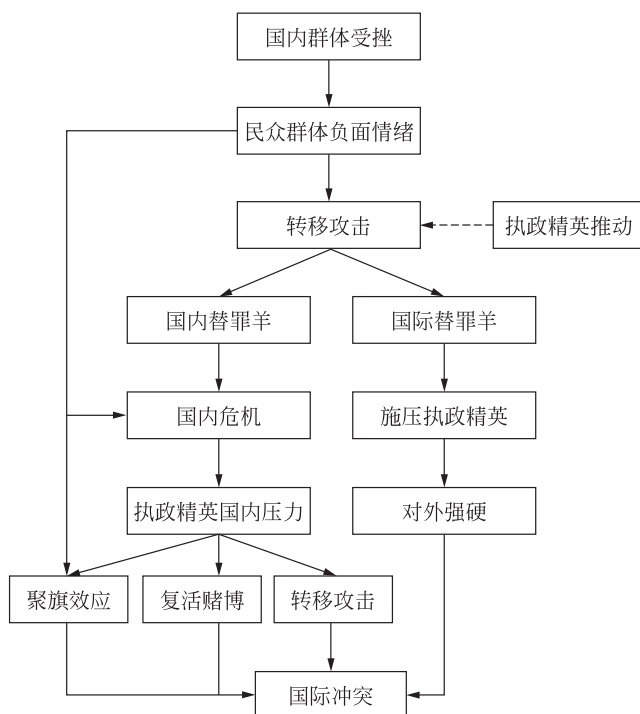 国内群体受挫
民众群体负面情绪
转移攻击
执政精英推动
国内替罪羊
国际替罪羊
国内危机
施压执政精英
执政精英国内压力
对外强硬
聚旗效应
复活赌博
转移攻击
国际冲突